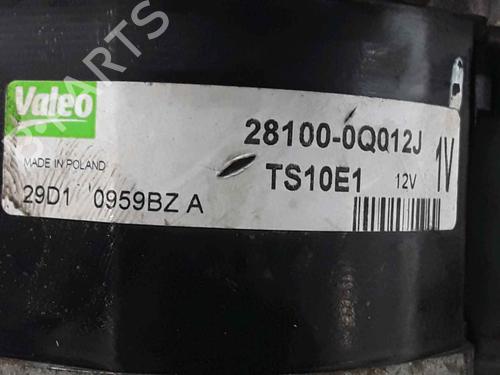 Valeo
28100-0Q012J
MADE IN POLAND
TS10E1 12V
1V
29D1 0959BZ A